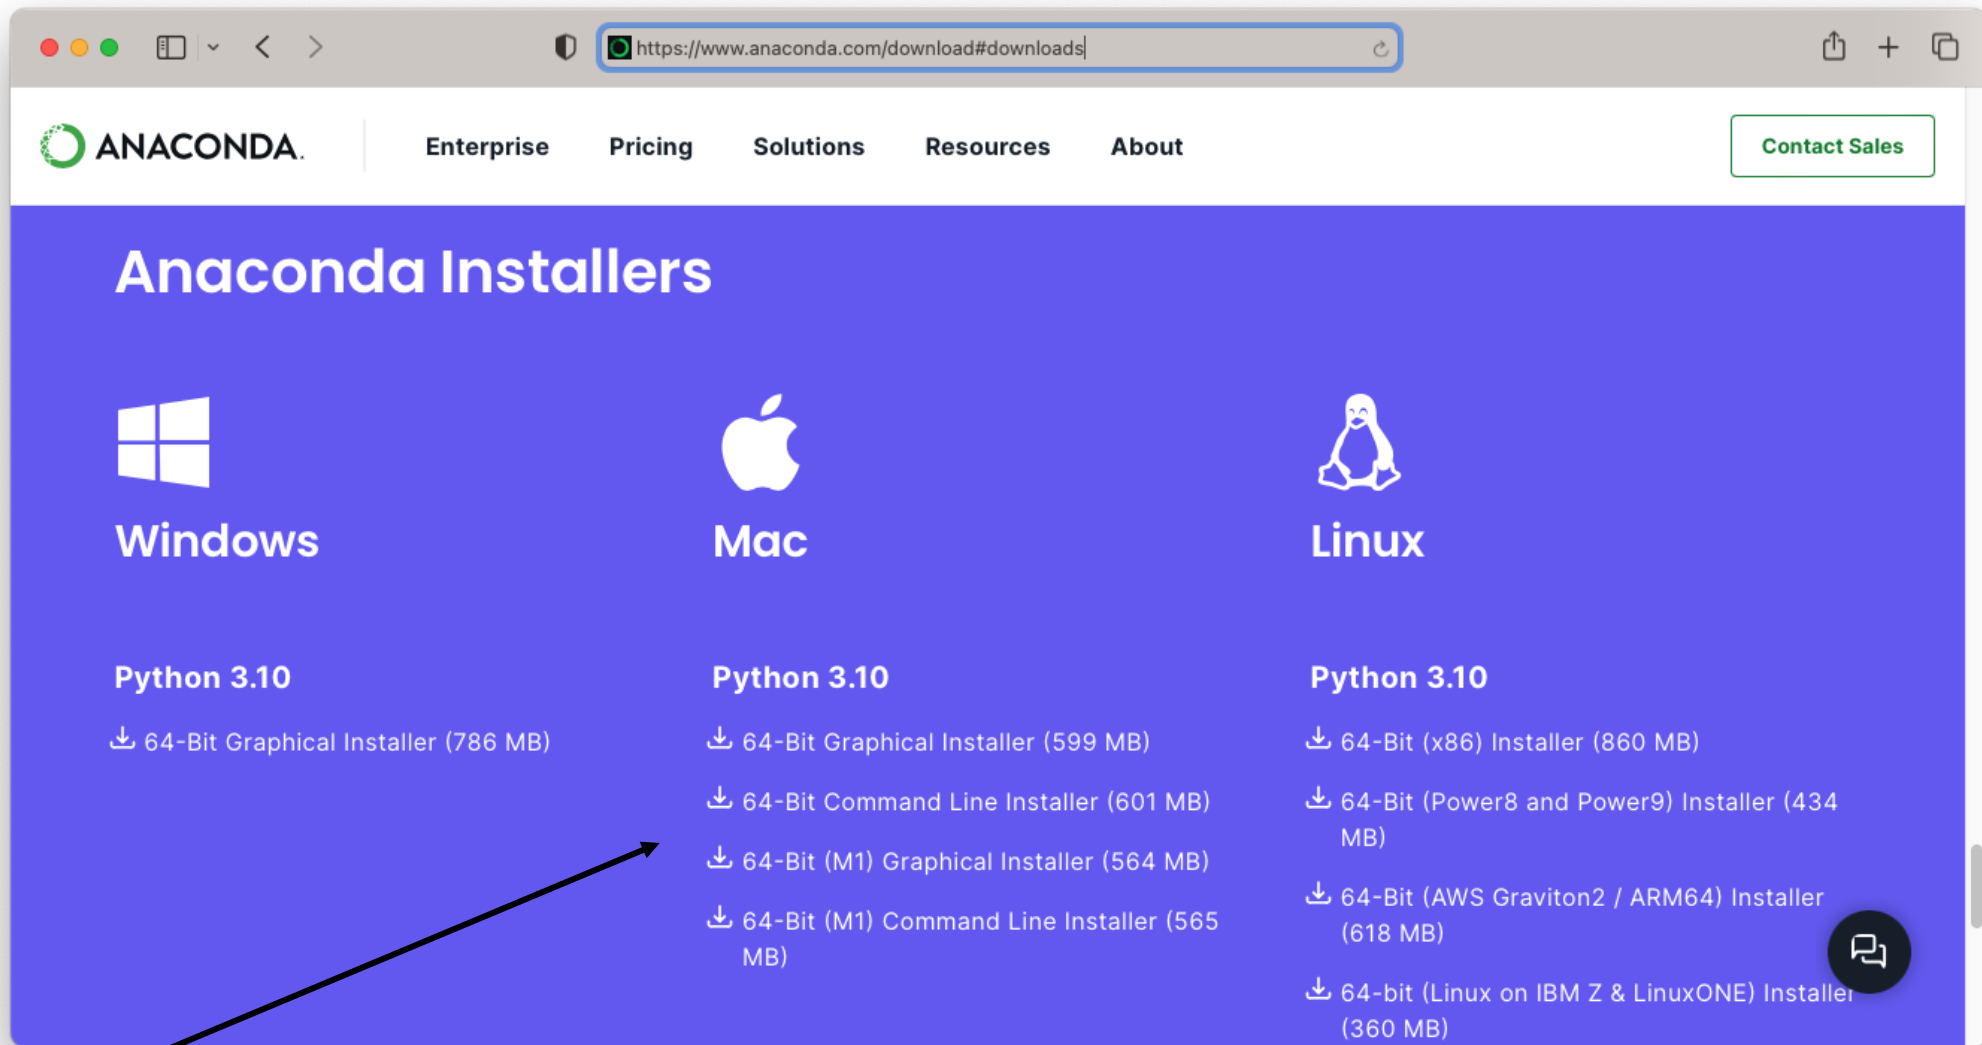 https://www.anaconda.com/download#downloads
ANACONDA.
Enterprise Pricing Solutions Resources About
Contact Sales
Anaconda Installers
Windows
Python 3.10
64-Bit Graphical Installer (786 MB)
Mac
Python 3.10
64-Bit Graphical Installer (599 MB)
64-Bit Command Line Installer (601 MB)
64-Bit (M1) Graphical Installer (564 MB)
64-Bit (M1) Command Line Installer (565
MB)
Linux
Python 3.10
64-Bit (x86) Installer (860 MB)
64-Bit (Power8 and Power9) Installer (434
MB)
64-Bit (AWS Graviton2 / ARM64) Installer
(618 MB)
64-bit (Linux on IBM Z & LinuxONE) Installer
(360 MB)